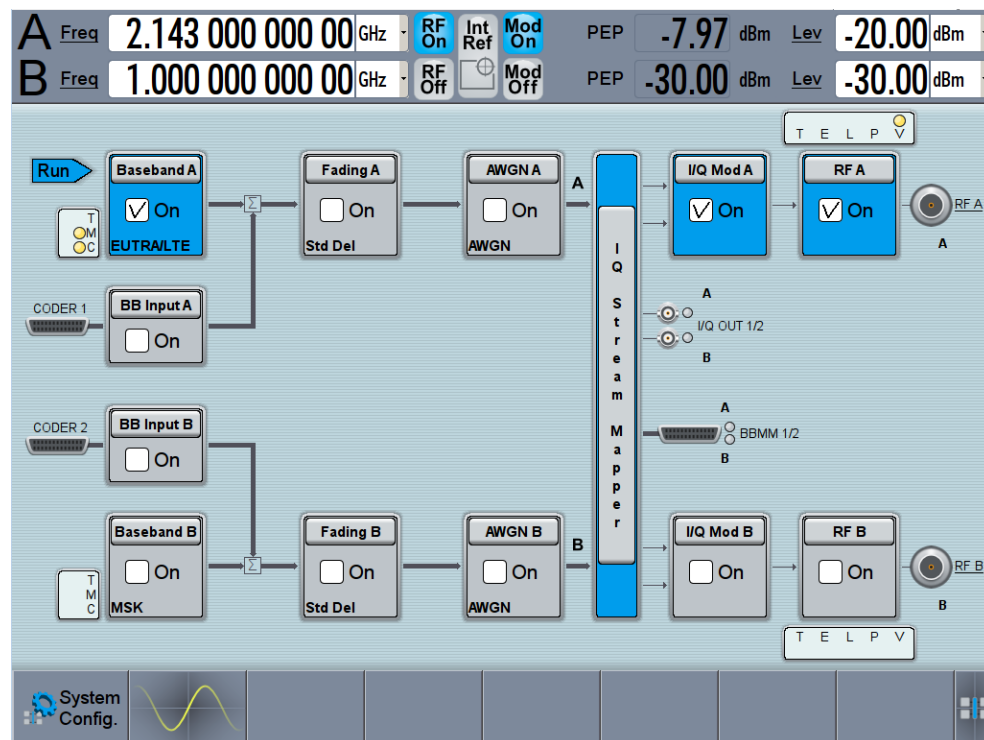 A Freq 2.143 000 000 00 GHz RF On Int Ref Mod On PEP -7.97 dBm Lev -20.00 dBm
B Freq 1.000 000 000 00 GHz RF Off Mod Off PEP -30.00 dBm Lev -30.00 dBm
T E L P V
Run
Baseband A
On
EUTRA/LTE
T
M
C
Fading A
On
Std Del
AWGN A
On
AWGN
A
I/Q Mod A
On
RF A
On
RF A
A
CODER 1
BB Input A
On
IQ Stream Mapper
A
I/Q OUT 1/2
B
CODER 2
BB Input B
On
A
BBMM 1/2
B
Baseband B
On
MSK
T
M
C
Fading B
On
Std Del
AWGN B
On
AWGN
B
I/Q Mod B
On
RF B
On
RF B
B
T E L P V
System
Config.